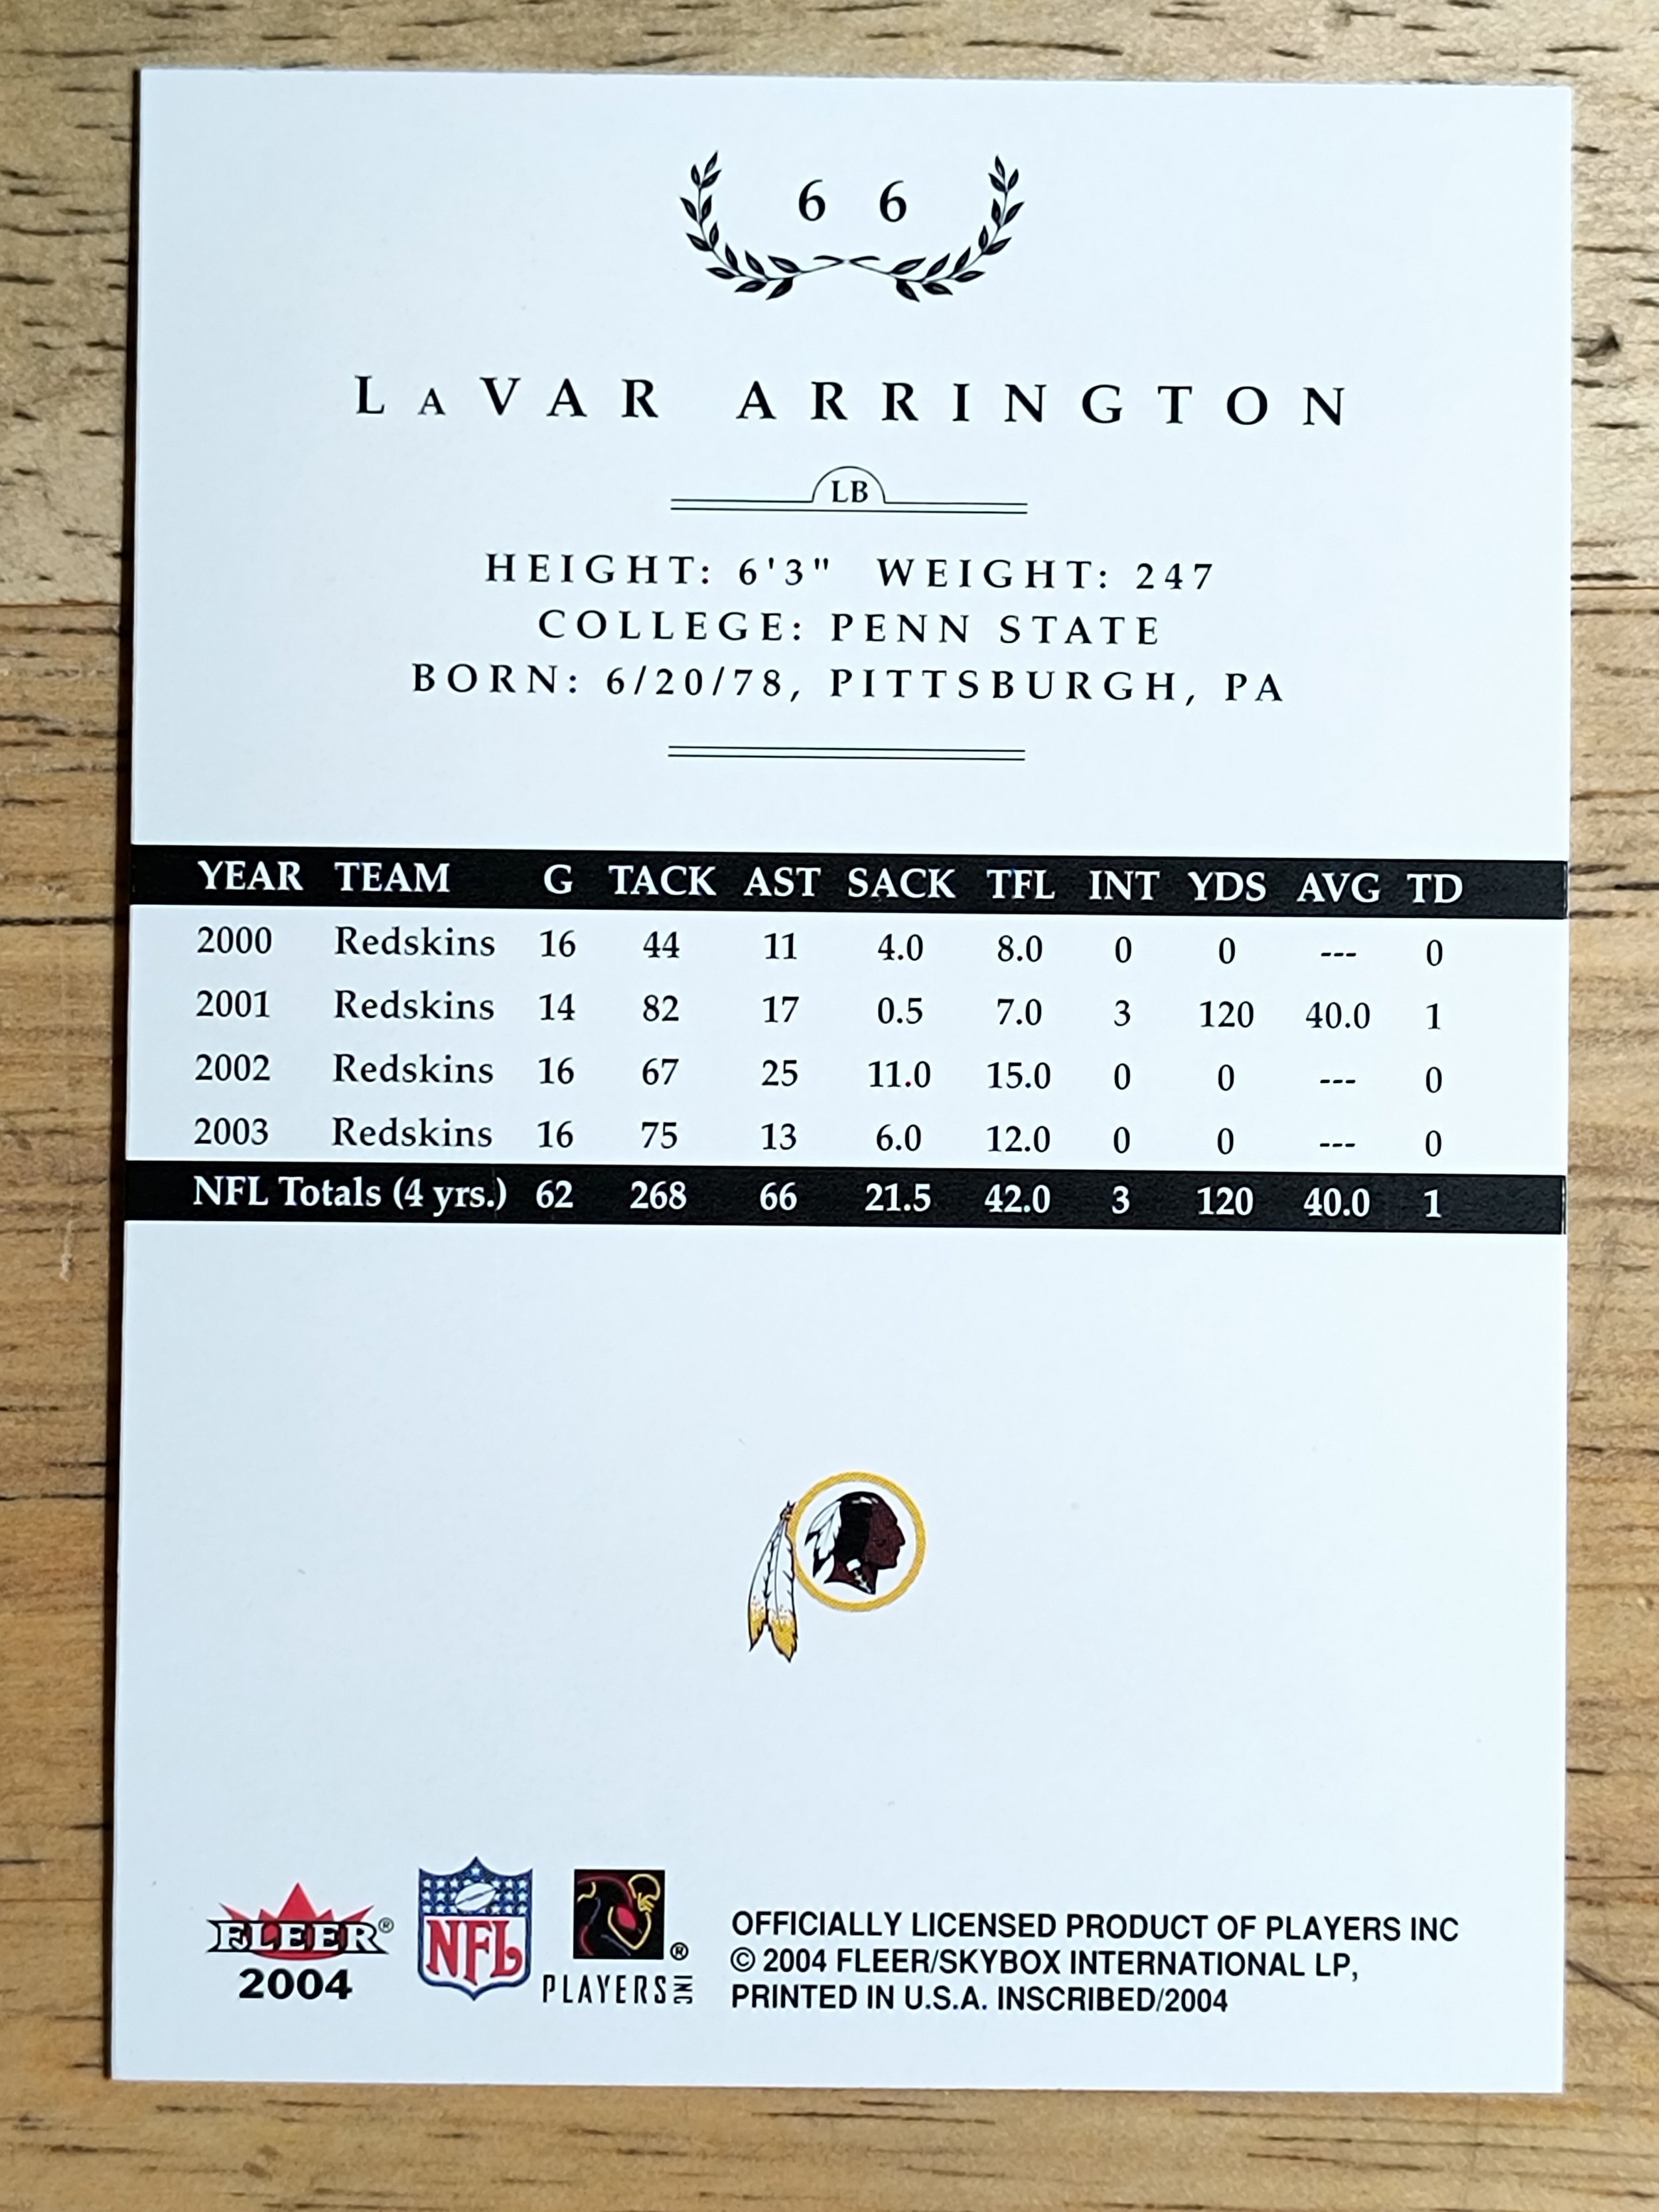 6 6
LAVAR ARRINGTON
LB
HEIGHT: 6'3" WEIGHT: 247
COLLEGE: PENN STATE
BORN: 6/20/78, PITTSBURGH, PA
YEAR TEAM G TACK AST SACK TFL INT YDS AVG TD
2000 Redskins 16 44 11 4.0 8.0 0 0 --- 0
2001 Redskins 14 82 17 0.5 7.0 3 120 40.0 1
2002 Redskins 16 67 25 11.0 15.0 0 0 --- 0
2003 Redskins 16 75 13 6.0 12.0 0 0 --- 0
NFL Totals (4 yrs.) 62 268 66 21.5 42.0 3 120 40.0 1
FLEER®
2004
NFL
®
PLAYERS INC
OFFICIALLY LICENSED PRODUCT OF PLAYERS INC
© 2004 FLEER/SKYBOX INTERNATIONAL LP,
PRINTED IN U.S.A. INSCRIBED/2004